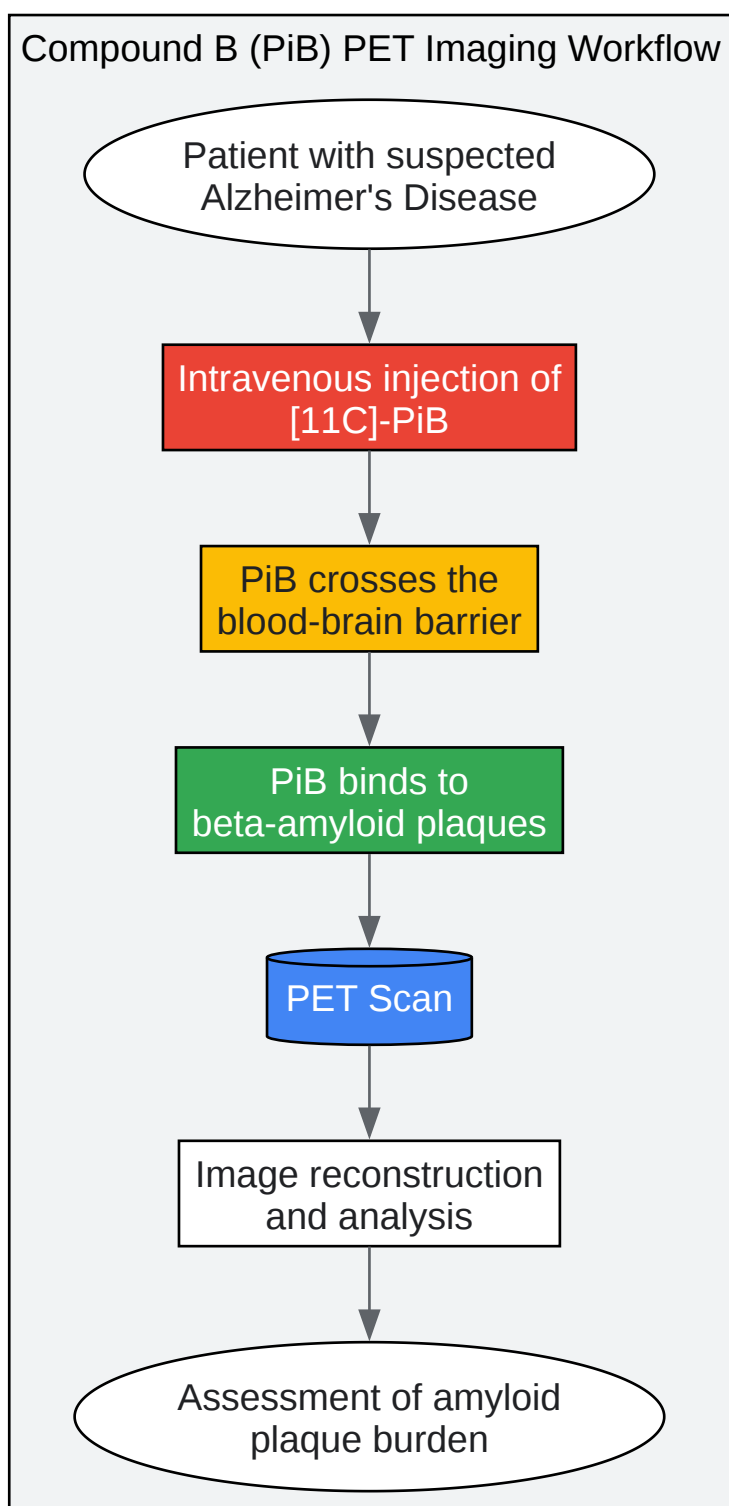 Compound B (PiB) PET Imaging Workflow
Patient with suspected
Alzheimer's Disease
Intravenous injection of
[11C]-PiB
PiB crosses the
blood-brain barrier
PiB binds to
beta-amyloid plaques
PET Scan
Image reconstruction
and analysis
Assessment of amyloid
plaque burden